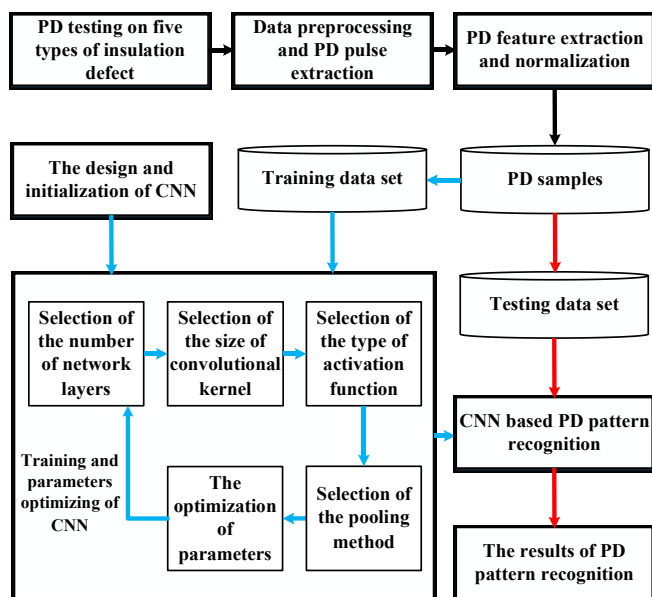 PD testing on five
types of insulation
defect
Data preprocessing
and PD pulse
extraction
PD feature extraction
and normalization
The design and
initialization of CNN
Training data set
PD samples
Testing data set
Selection of
the number
of network
layers
Selection of
the size of
convolutional
kernel
Selection of
the type of
activation
function
CNN based PD pattern
recognition
Training and
parameters
optimizing of
CNN
The
optimization
of
parameters
Selection of
the pooling
method
The results of PD
pattern recognition